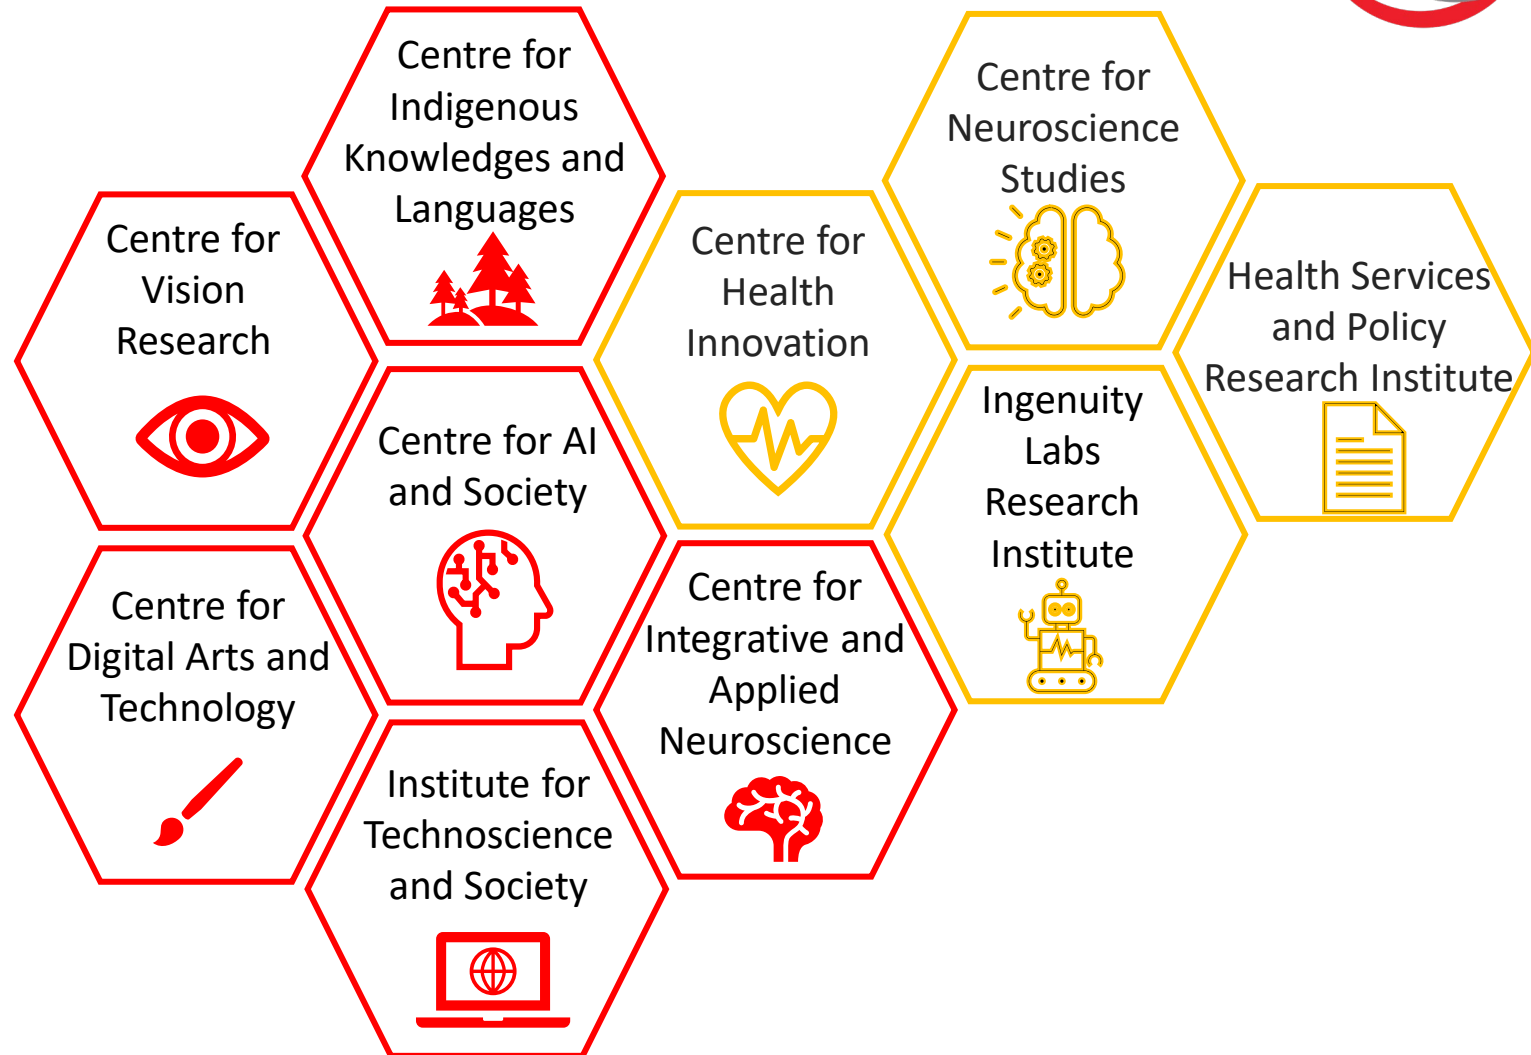 Centre for
Indigenous
Knowledges and
Languages
Centre for
Neuroscience
Studies
Centre for
Vision
Research
Centre for
Health
Innovation
Health Services
and Policy
Research Institute
Centre for AI
and Society
Ingenuity
Labs
Research
Institute
Centre for
Digital Arts and
Technology
Centre for
Integrative and
Applied
Neuroscience
Institute for
Technoscience
and Society